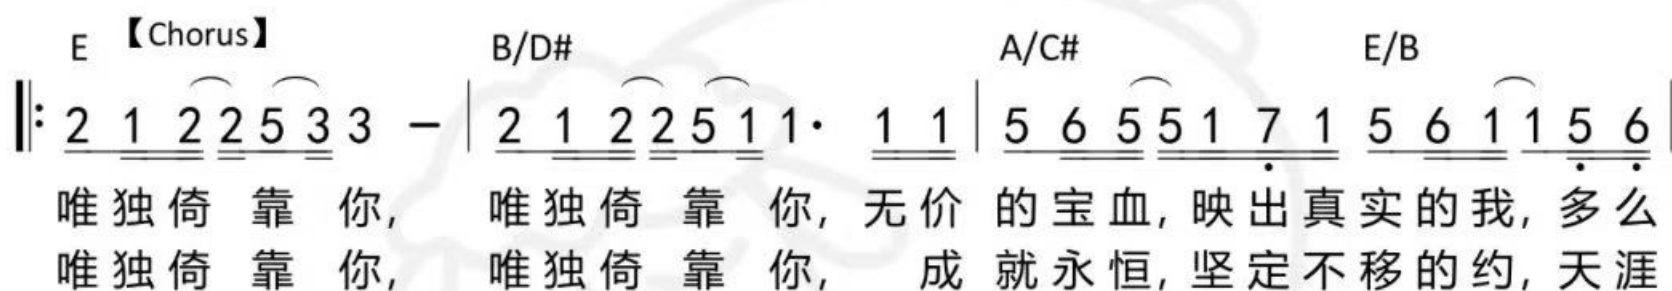 E 【Chorus】 B/D# A/C# E/B
2 1 2 2 5 3 3 – 2 1 2 2 5 1 1· 1 1 5 6 5 5 1 7 1 5 6 1 1 5 6
唯独倚靠你, 唯独倚靠你, 无价的宝血, 映出真实的我, 多么
唯独倚靠你, 唯独倚靠你, 成就永恒, 坚定不移的约, 天涯